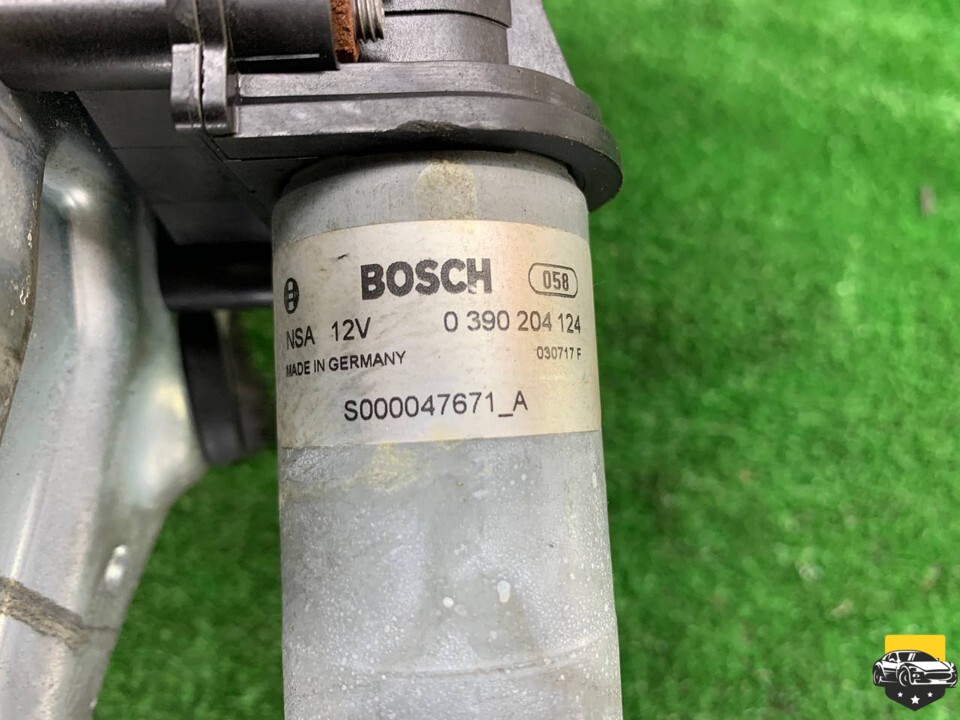 BOSCH 058
NSA 12V 0 390 204 124
MADE IN GERMANY 030717 F
S000047671_A